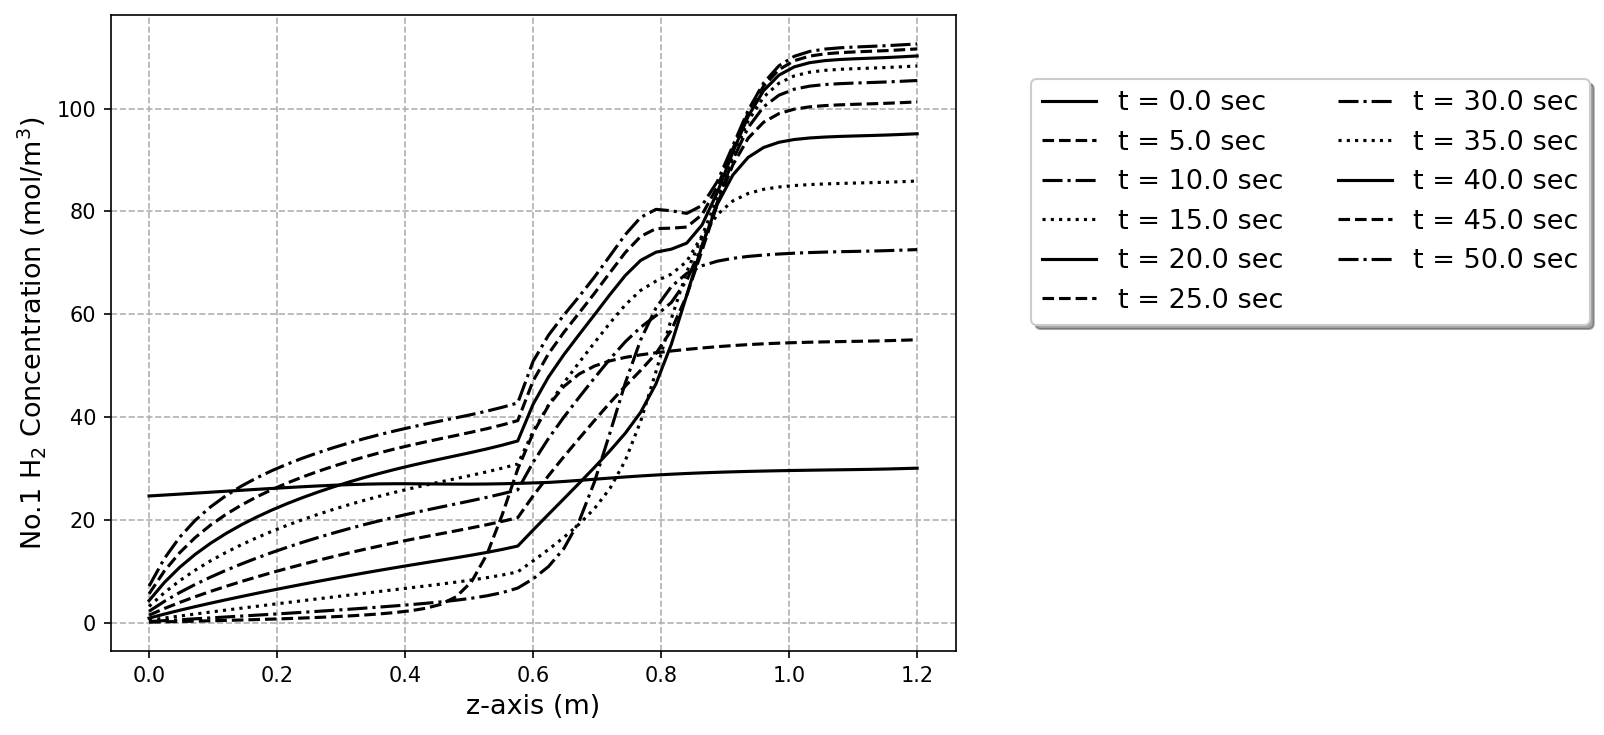 No.1 H₂ Concentration (mol/m³)
100
80
60
40
20
0
0.0 0.2 0.4 0.6 0.8 1.0 1.2
z-axis (m)
t = 0.0 sec
t = 5.0 sec
t = 10.0 sec
t = 15.0 sec
t = 20.0 sec
t = 25.0 sec
t = 30.0 sec
t = 35.0 sec
t = 40.0 sec
t = 45.0 sec
t = 50.0 sec